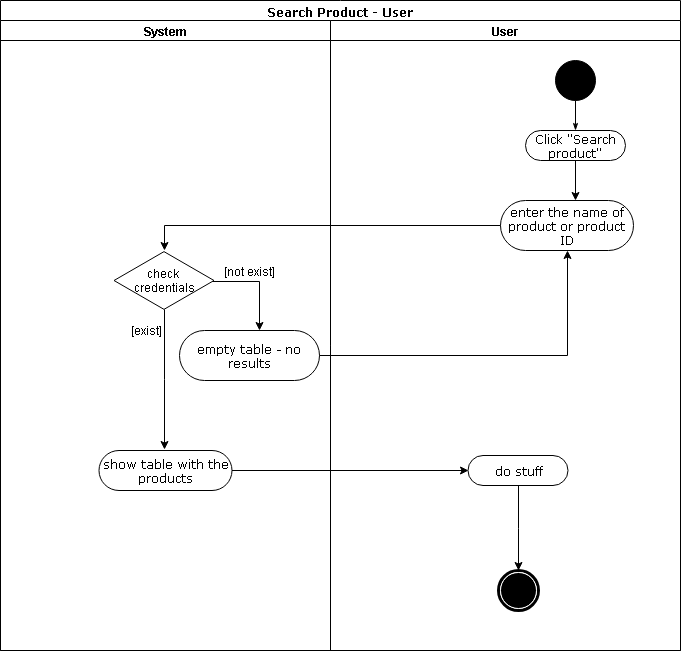 Search Product - User
System
User
Click "Search
product"
enter the name of
product or product
ID
check
credentials
[not exist]
[exist]
empty table - no
results
show table with the
products
do stuff